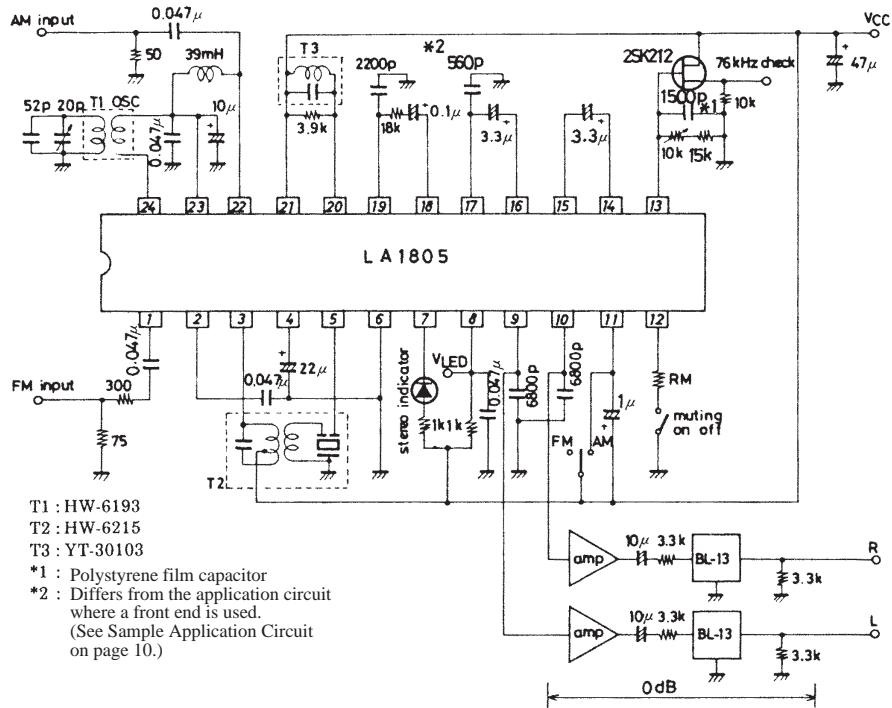 AM input
0.047μ
VCC
50
39mH
T3
*2
2200p
560p
2SK212
76kHz check
+
47μ
52p
20p
T1
OSC
10μ
+
0.047μ
3.9k
18k
+
0.1μ
+
3.3μ
+
3.3μ
1500p
*1
10k
10k
15k
24
23
22
21
20
19
18
17
16
15
14
13
LA1805
1
2
3
4
5
6
7
8
9
10
11
12
0.047μ
FM input
300
75
0.047μ
+
22μ
T2
stereo indicator
VLED
1k
1k
0.047μ
6800p
6800p
FM
AM
1μ
+
RM
muting
on off
T1 : HW-6193
T2 : HW-6215
T3 : YT-30103
*1 : Polystyrene film capacitor
*2 : Differs from the application circuit
where a front end is used.
(See Sample Application Circuit
on page 10.)
amp
10μ
3.3k
BL-13
R
3.3k
amp
10μ
3.3k
BL-13
L
3.3k
0dB